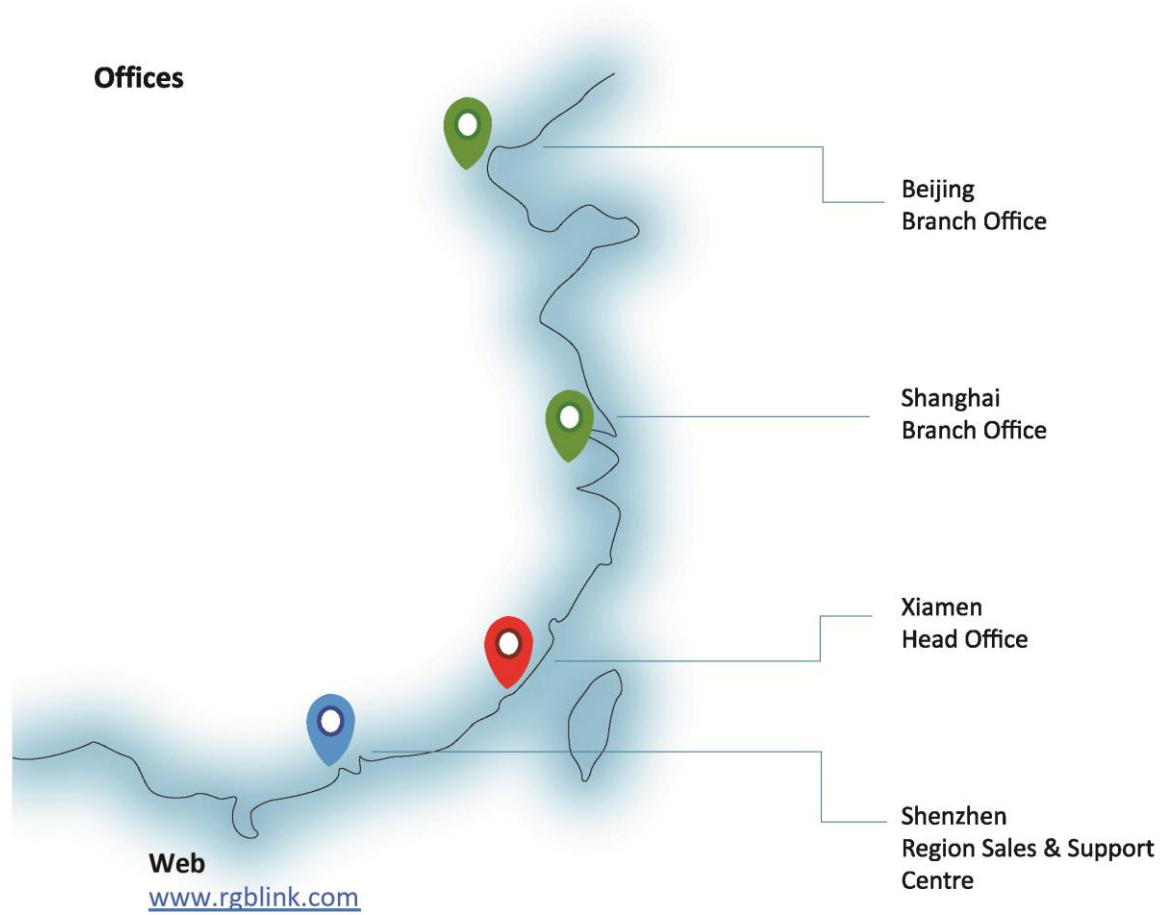 Offices
Beijing
Branch Office
Shanghai
Branch Office
Xiamen
Head Office
Shenzhen
Region Sales & Support
Centre
Web
www.rgblink.com